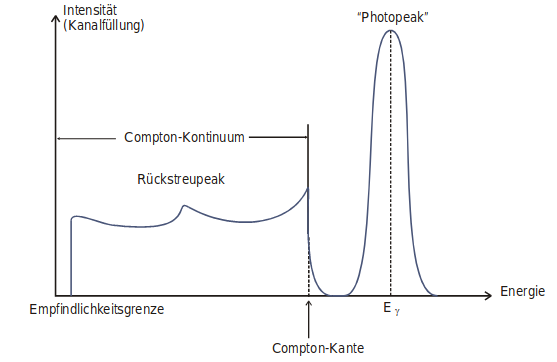 Intensität
(Kanalfüllung)
“Photopeak”
Compton-Kontinuum
Rückstreupeak
Energie
Empfindlichkeitsgrenze
E γ
Compton-Kante